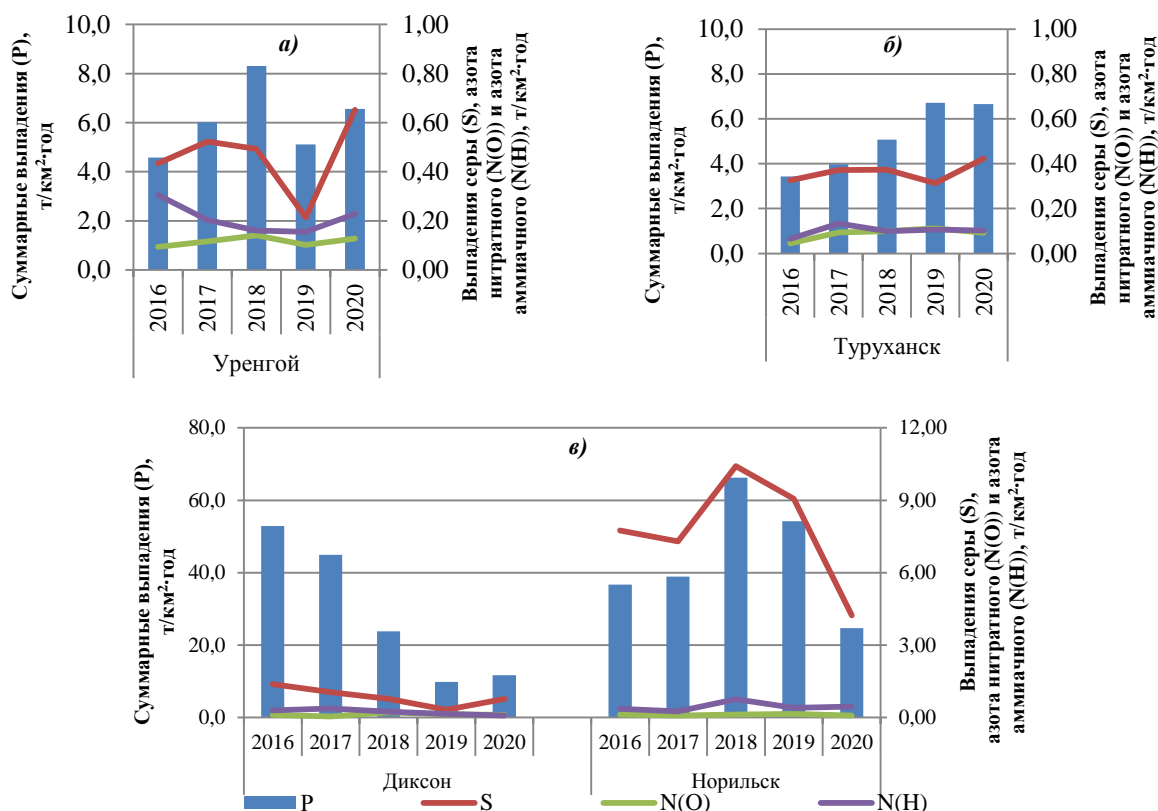 а)
Суммарные выпадения (P),
т/км²·год
10,0
8,0
6,0
4,0
2,0
0,0
1,00
0,80
0,60
0,40
0,20
0,00
Выпадения серы (S), азота
нитратного (N(O)) и азота
аммиачного (N(H)), т/км²·год
2016
2017
2018
2019
2020
Уренгой
б)
Суммарные выпадения (P),
т/км²·год
10,0
8,0
6,0
4,0
2,0
0,0
1,00
0,80
0,60
0,40
0,20
0,00
Выпадения серы (S), азота
нитратного (N(O)) и азота
аммиачного (N(H)), т/км²·год
2016
2017
2018
2019
2020
Туруханск
в)
Суммарные выпадения (P),
т/км²·год
80,0
60,0
40,0
20,0
0,0
12,00
9,00
6,00
3,00
0,00
Выпадения серы (S),
азота нитратного (N(O)) и азота
аммиачного (N(H)), т/км²·год
2016 2017 2018 2019 2020 2016 2017 2018 2019 2020
Диксон Норильск
P S N(O) N(H)